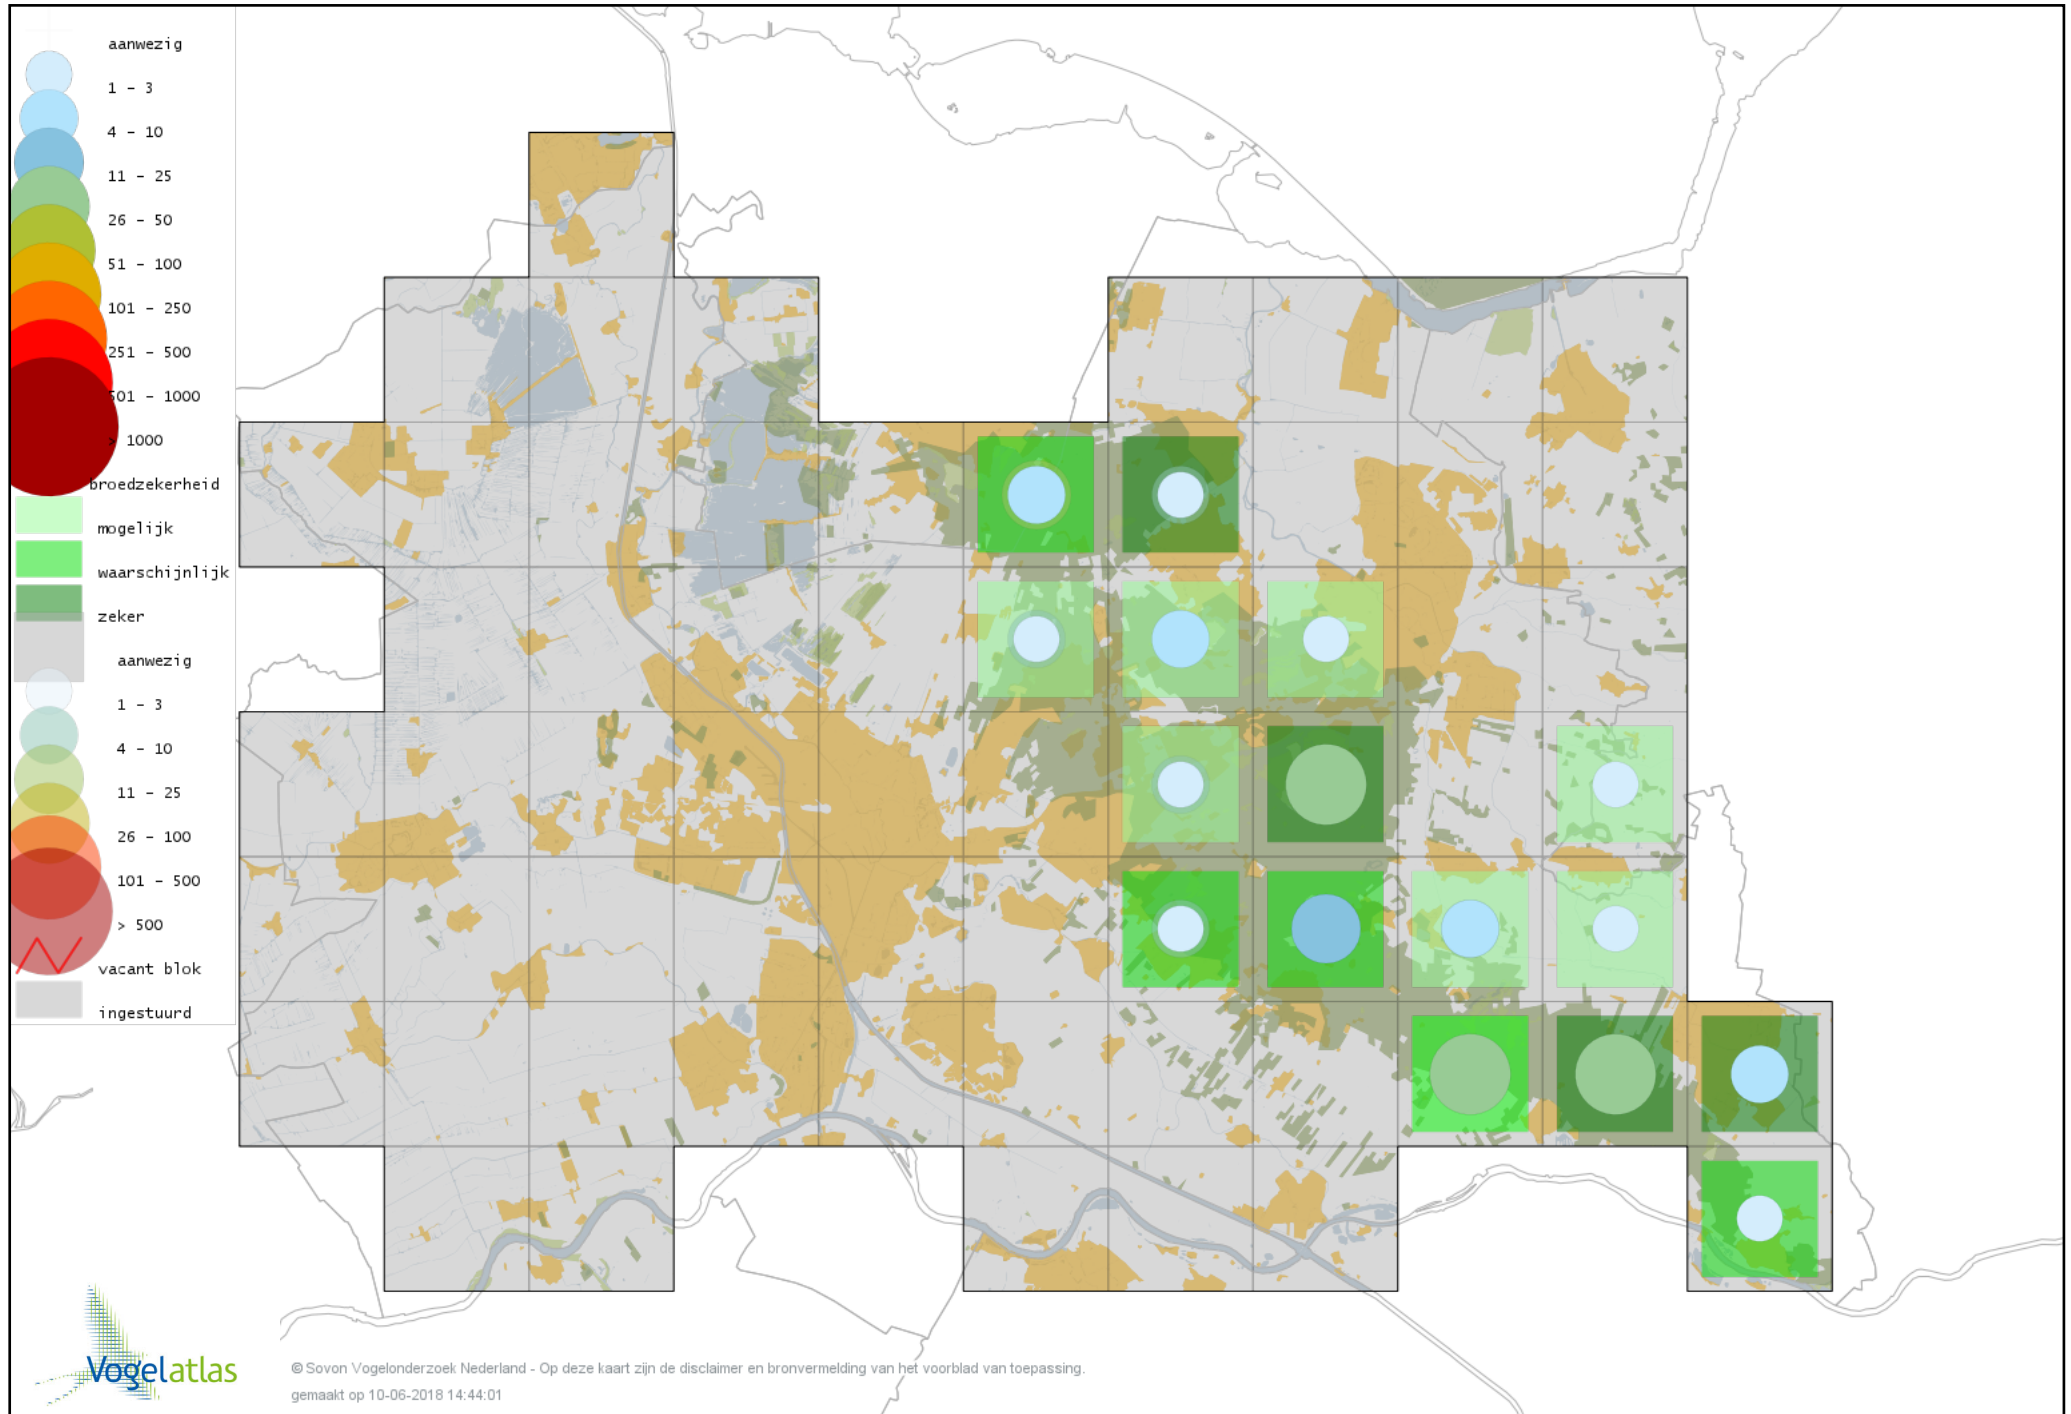 aanwezig
1 - 3
4 - 10
11 - 25
26 - 50
51 - 100
101 - 250
251 - 500
501 - 1000
> 1000
broedzekerheid
mogelijk
waarschijnlijk
zeker
aanwezig
1 - 3
4 - 10
11 - 25
26 - 100
101 - 500
> 500
vacant blok
ingestuurd
Vogelatlas
© Sovon Vogelonderzoek Nederland - Op deze kaart zijn de disclaimer en bronvermelding van het voorblad van toepassing.
gemaakt op 10-06-2018 14:44:01